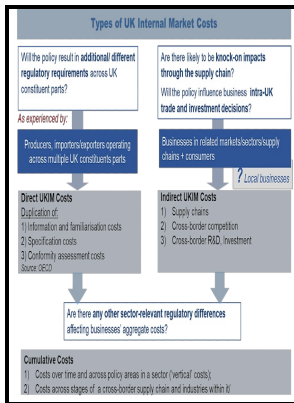 Types of UK Internal Market Costs
Will the policy result in additional/ different
regulatory requirements across UK
constituent parts?
Are there likely to be knock-on impacts
through the supply chain?
Will the policy influence business intra-UK
trade and investment decisions?
As experienced by:
Producers, importers/exporters operating
across multiple UK constituents parts
Businesses in related markets/sectors/supply
chains + consumers
? Local businesses
Direct UKIM Costs
Duplication of:
1) Information and familiarisation costs
2) Specification costs
3) Conformity assessment costs
Source: OECD
Indirect UKIM Costs
1) Supply chains
2) Cross-border competition
3) Cross-border R&D, Investment
Are there any other sector-relevant regulatory differences
affecting businesses' aggregate costs?
Cumulative Costs
1) Costs over time and across policy areas in a sector ('vertical' costs);
2) Costs across stages of a cross-border supply chain and industries within it/